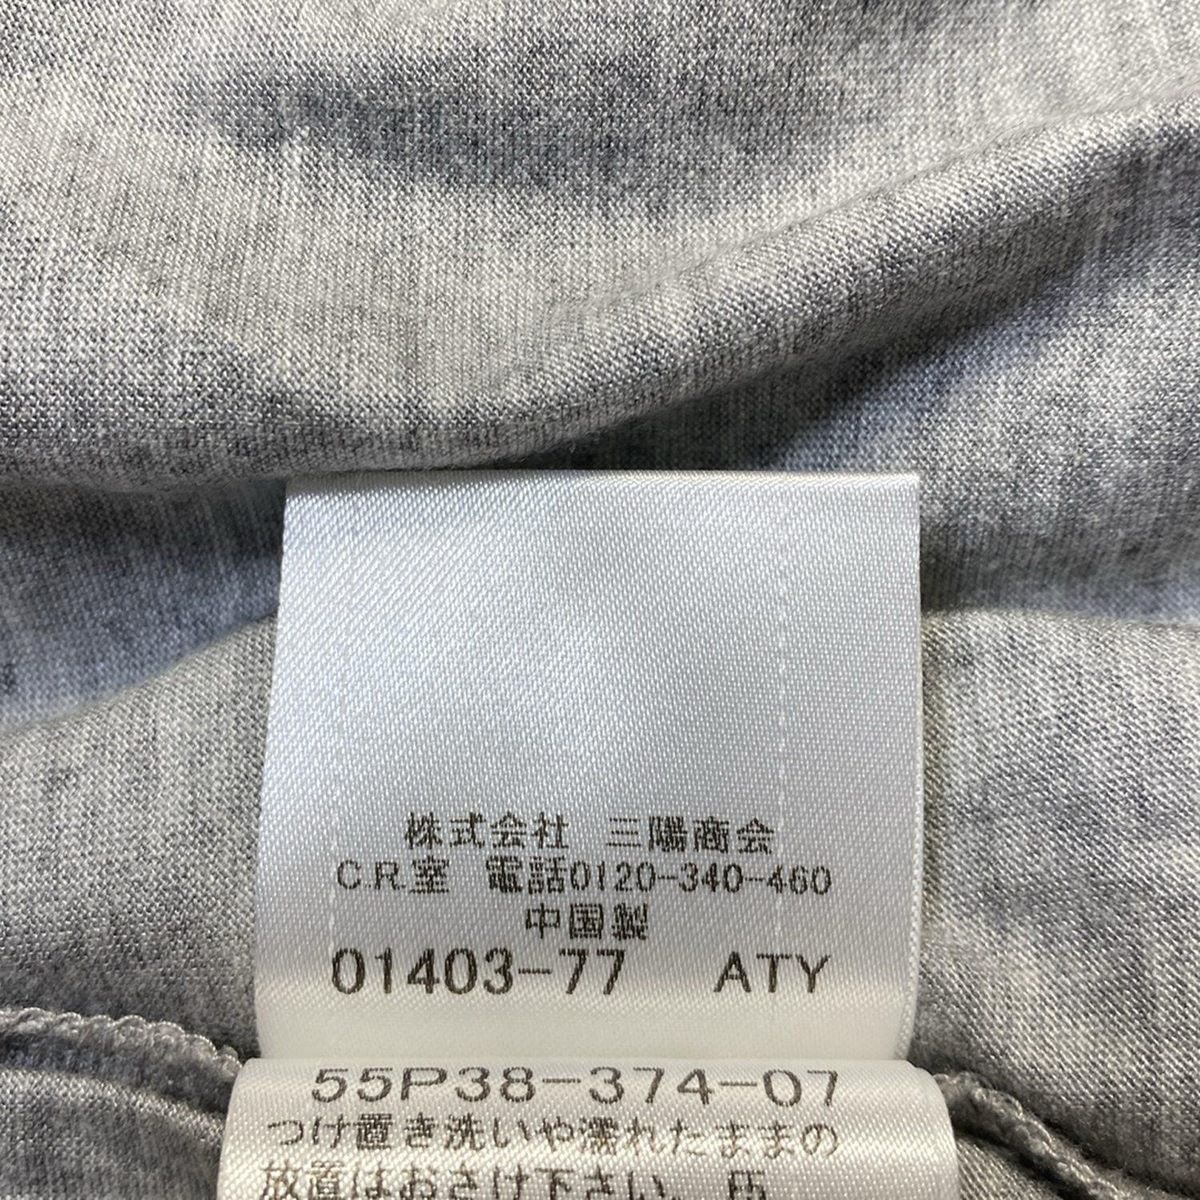 株式会社 三陽商会
C.R.室 電話0120-340-460
中国製
01403-77 ATY
55P38-374-07
つけ置き洗いや濡れたままの
放置はおさけ下さい。